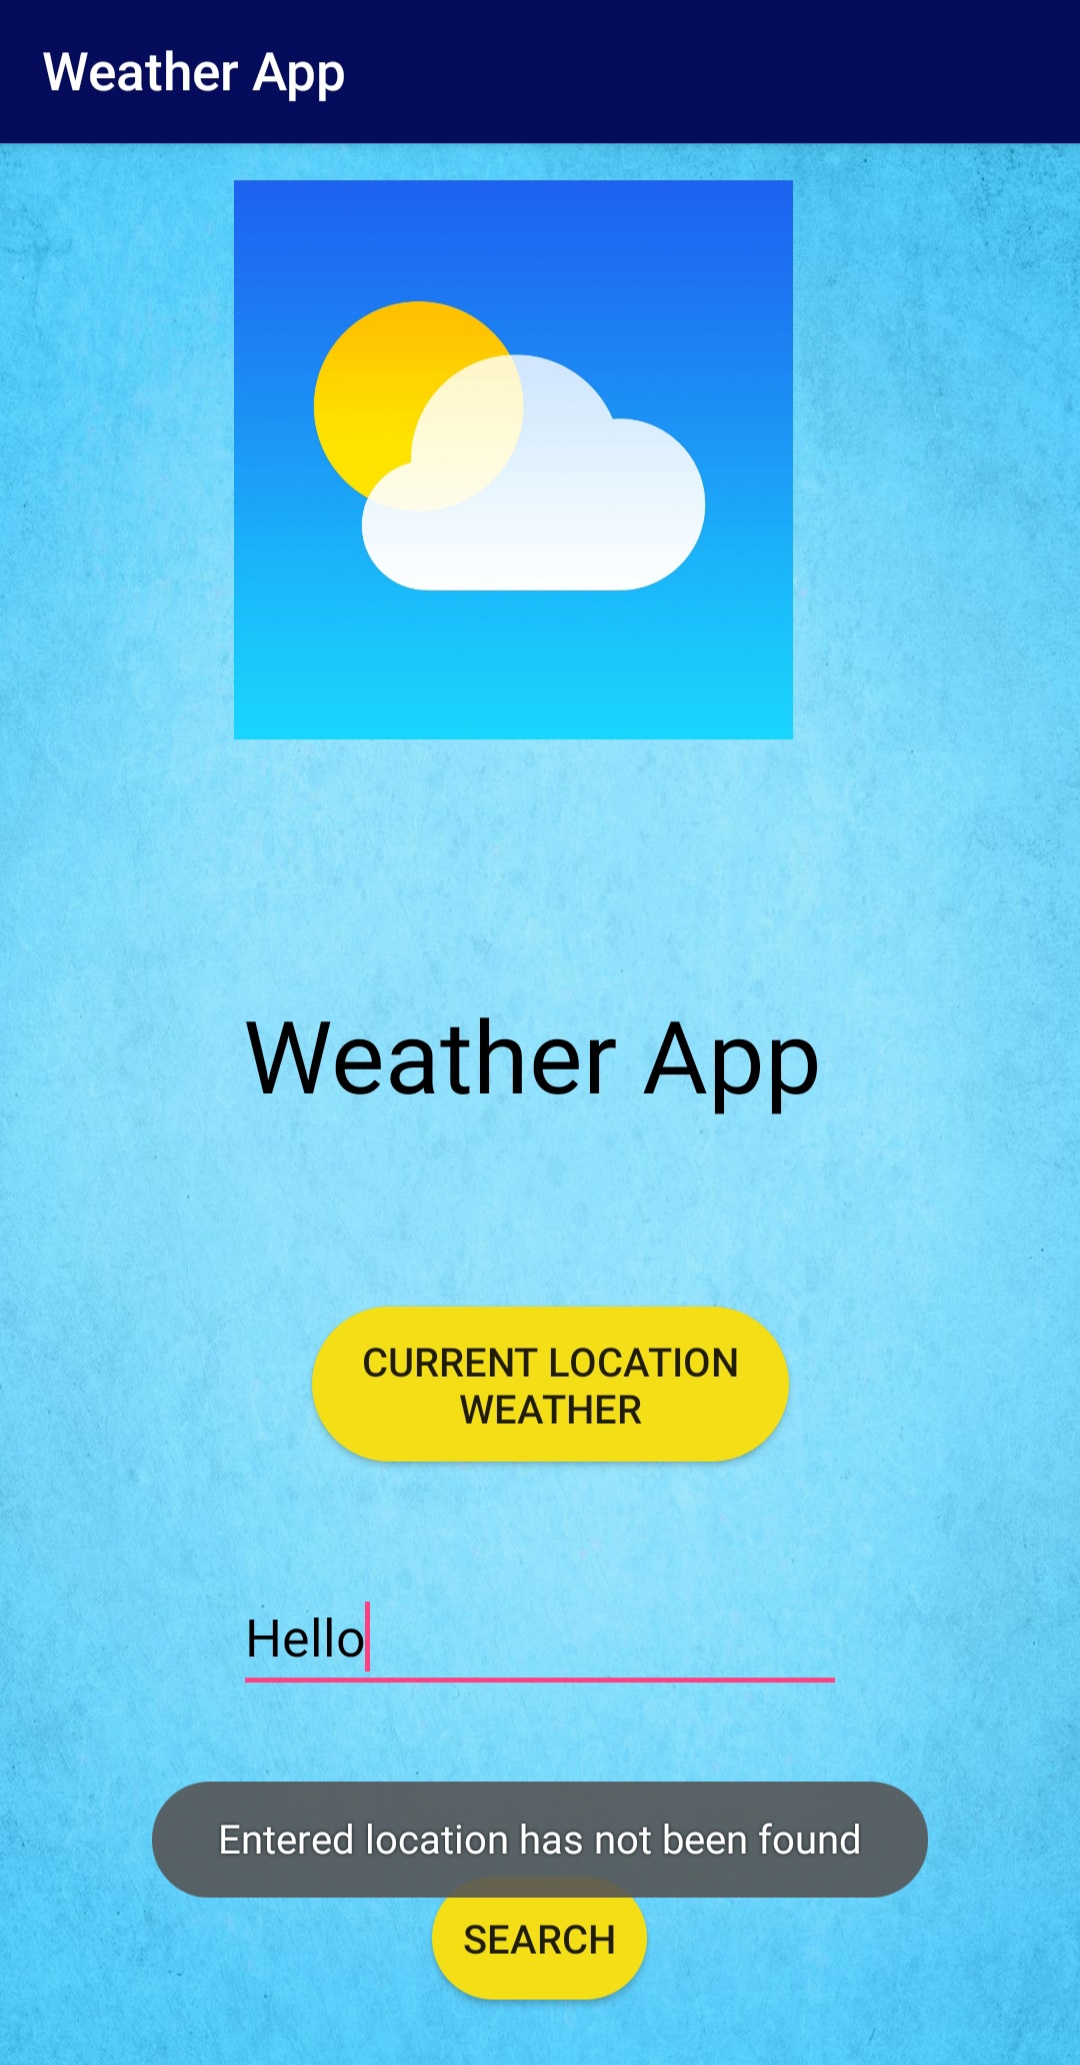 Weather App
Weather App
CURRENT LOCATION
WEATHER
Hello
Entered location has not been found
SEARCH